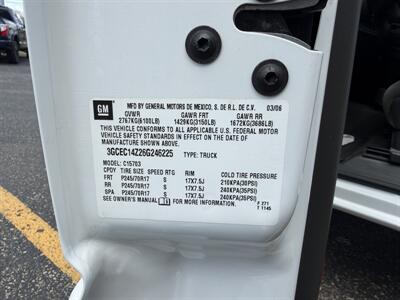 GM
MFD BY GENERAL MOTORS DE MEXICO, S. DE R.L. DE C.V. 03/06
GVWR GAWR FRT GAWR RR
2767KG(6100LB) 1429KG(3150LB) 1672KG(3686LB)
THIS VEHICLE CONFORMS TO ALL APPLICABLE U.S. FEDERAL MOTOR
VEHICLE SAFETY STANDARDS IN EFFECT ON THE DATE OF
MANUFACTURE SHOWN ABOVE.
3GCEC14Z26G246225 TYPE: TRUCK
MODEL: C15703
CPDY TIRE SIZE SPEED RTG RIM COLD TIRE PRESSURE
FRT P245/70R17 S 17X7.5J 210KPA(30PSI)
RR P245/70R17 S 17X7.5J 240KPA(35PSI)
SPA P245/70R17 S 17X7.5J 240KPA(35PSI)
SEE OWNER'S MANUAL FOR MORE INFORMATION. F 271
T 1145